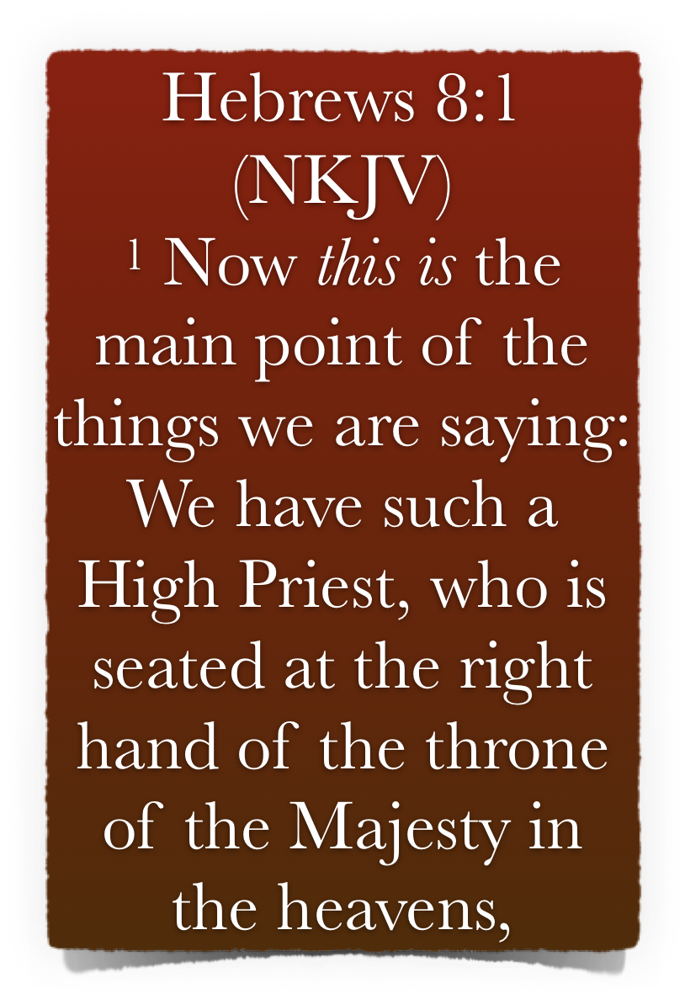 Hebrews 8:1
(NKJV)
¹ Now this is the
main point of the
things we are saying:
We have such a
High Priest, who is
seated at the right
hand of the throne
of the Majesty in
the heavens,